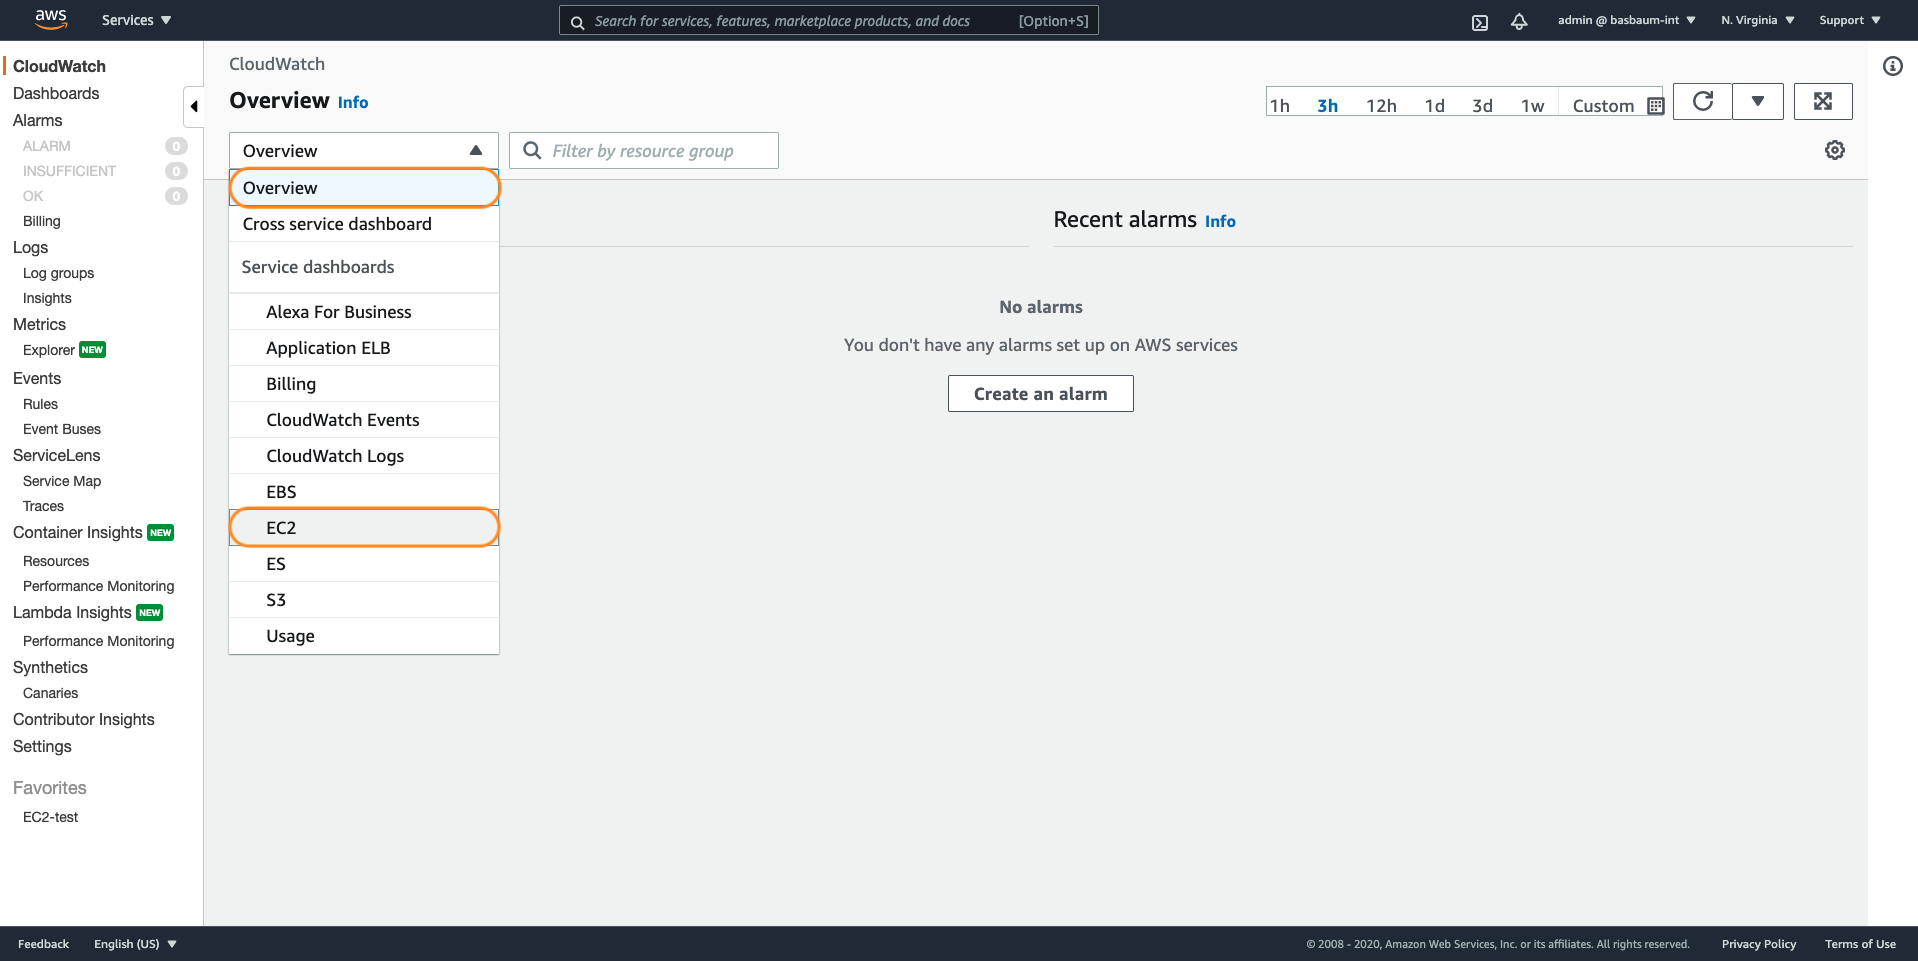 aws Services
Search for services, features, marketplace products, and docs [Option+S]
admin @ basbaum-int N. Virginia Support
CloudWatch
Dashboards
Alarms
ALARM 0
INSUFFICIENT 0
OK 0
Billing
Logs
Log groups
Insights
Metrics
Explorer NEW
Events
Rules
Event Buses
ServiceLens
Service Map
Traces
Container Insights NEW
Resources
Performance Monitoring
Lambda Insights NEW
Performance Monitoring
Synthetics
Canaries
Contributor Insights
Settings
Favorites
EC2-test
CloudWatch
Overview Info
1h 3h 12h 1d 3d 1w Custom
Overview
Filter by resource group
Overview
Cross service dashboard
Service dashboards
Alexa For Business
Application ELB
Billing
CloudWatch Events
CloudWatch Logs
EBS
EC2
ES
S3
Usage
Recent alarms Info
No alarms
You don't have any alarms set up on AWS services
Create an alarm
Feedback English (US)
© 2008 - 2020, Amazon Web Services, Inc. or its affiliates. All rights reserved. Privacy Policy Terms of Use